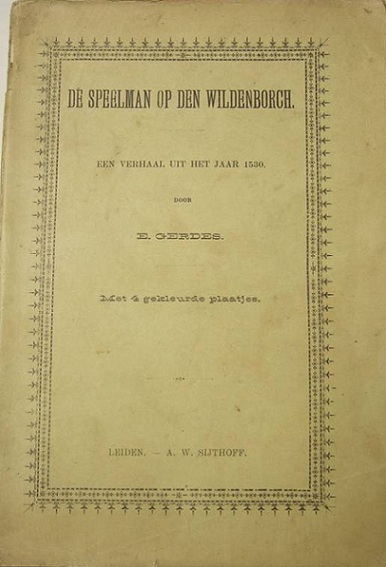 DE SPEELMAN OP DEN WILDENBORCH.
EEN VERHAAL UIT HET JAAR 1530.
DOOR
E. GERDES.
Met 4 gekleurde plaatjes.
LEIDEN. — A. W. SIJTHOFF.